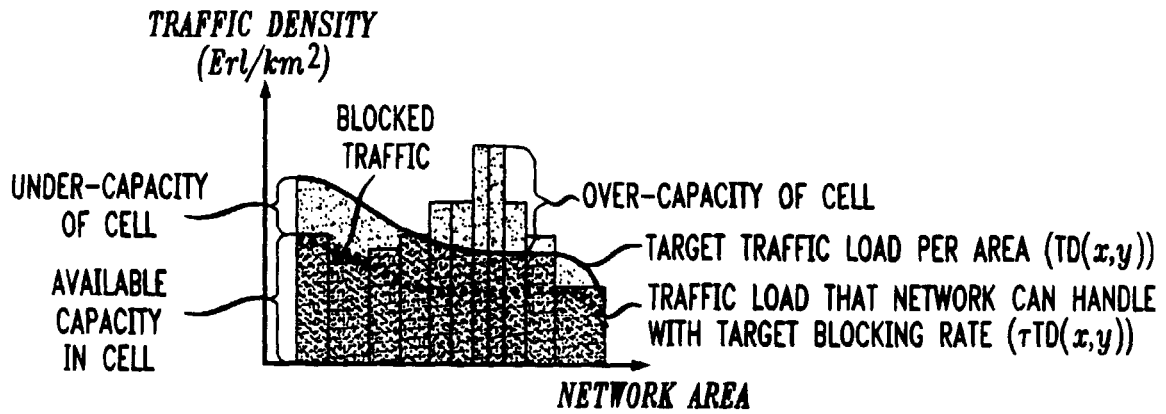 TRAFFIC DENSITY
(Erl/km²)
BLOCKED
TRAFFIC
UNDER-CAPACITY
OF CELL
OVER-CAPACITY OF CELL
TARGET TRAFFIC LOAD PER AREA (TD(x,y))
AVAILABLE
CAPACITY
IN CELL
TRAFFIC LOAD THAT NETWORK CAN HANDLE
WITH TARGET BLOCKING RATE (τTD(x,y))
NETWORK AREA